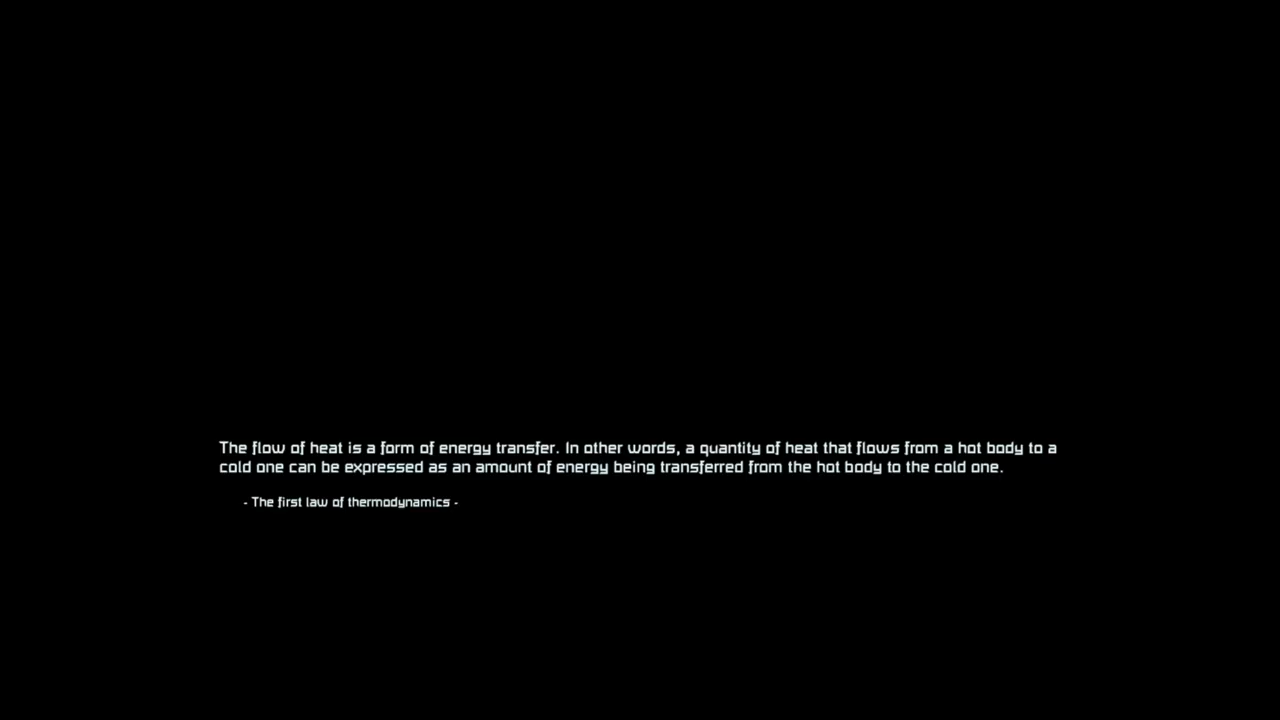 The flow of heat is a form of energy transfer. In other words, a quantity of heat that flows from a hot body to a
cold one can be expressed as an amount of energy being transferred from the hot body to the cold one.
- The first law of thermodynamics -